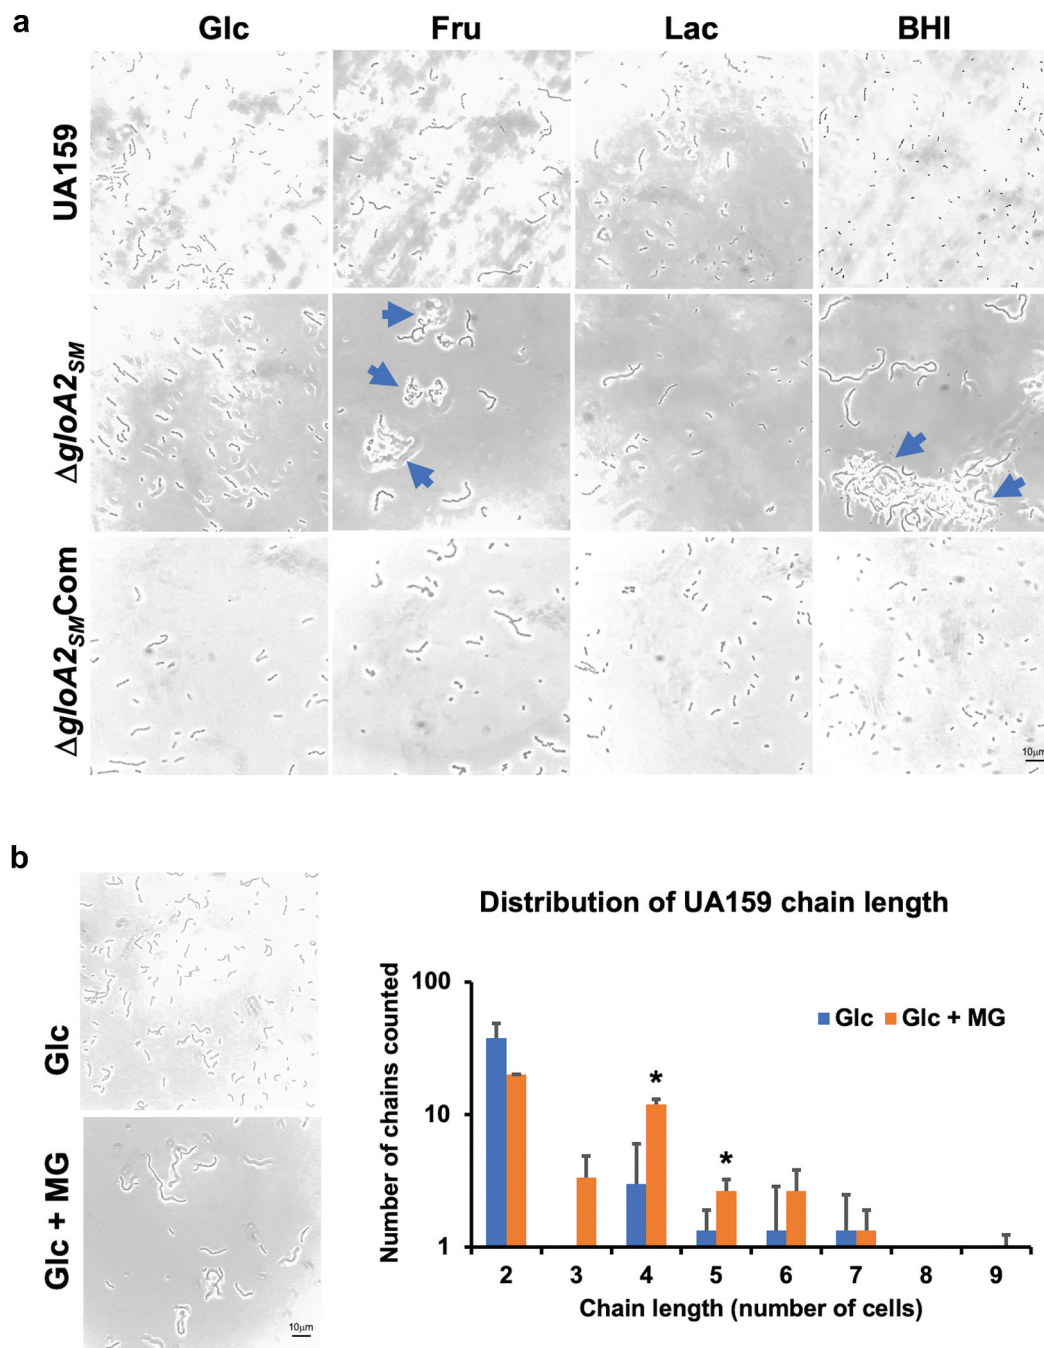 a
Glc Fru Lac BHI
UA159
ΔgloA2SM
ΔgloA2SMCom
10μm
b
Glc
Glc + MG
10μm
Distribution of UA159 chain length
Number of chains counted
100
10
1
Glc Glc + MG
*
*
2 3 4 5 6 7 8 9
Chain length (number of cells)